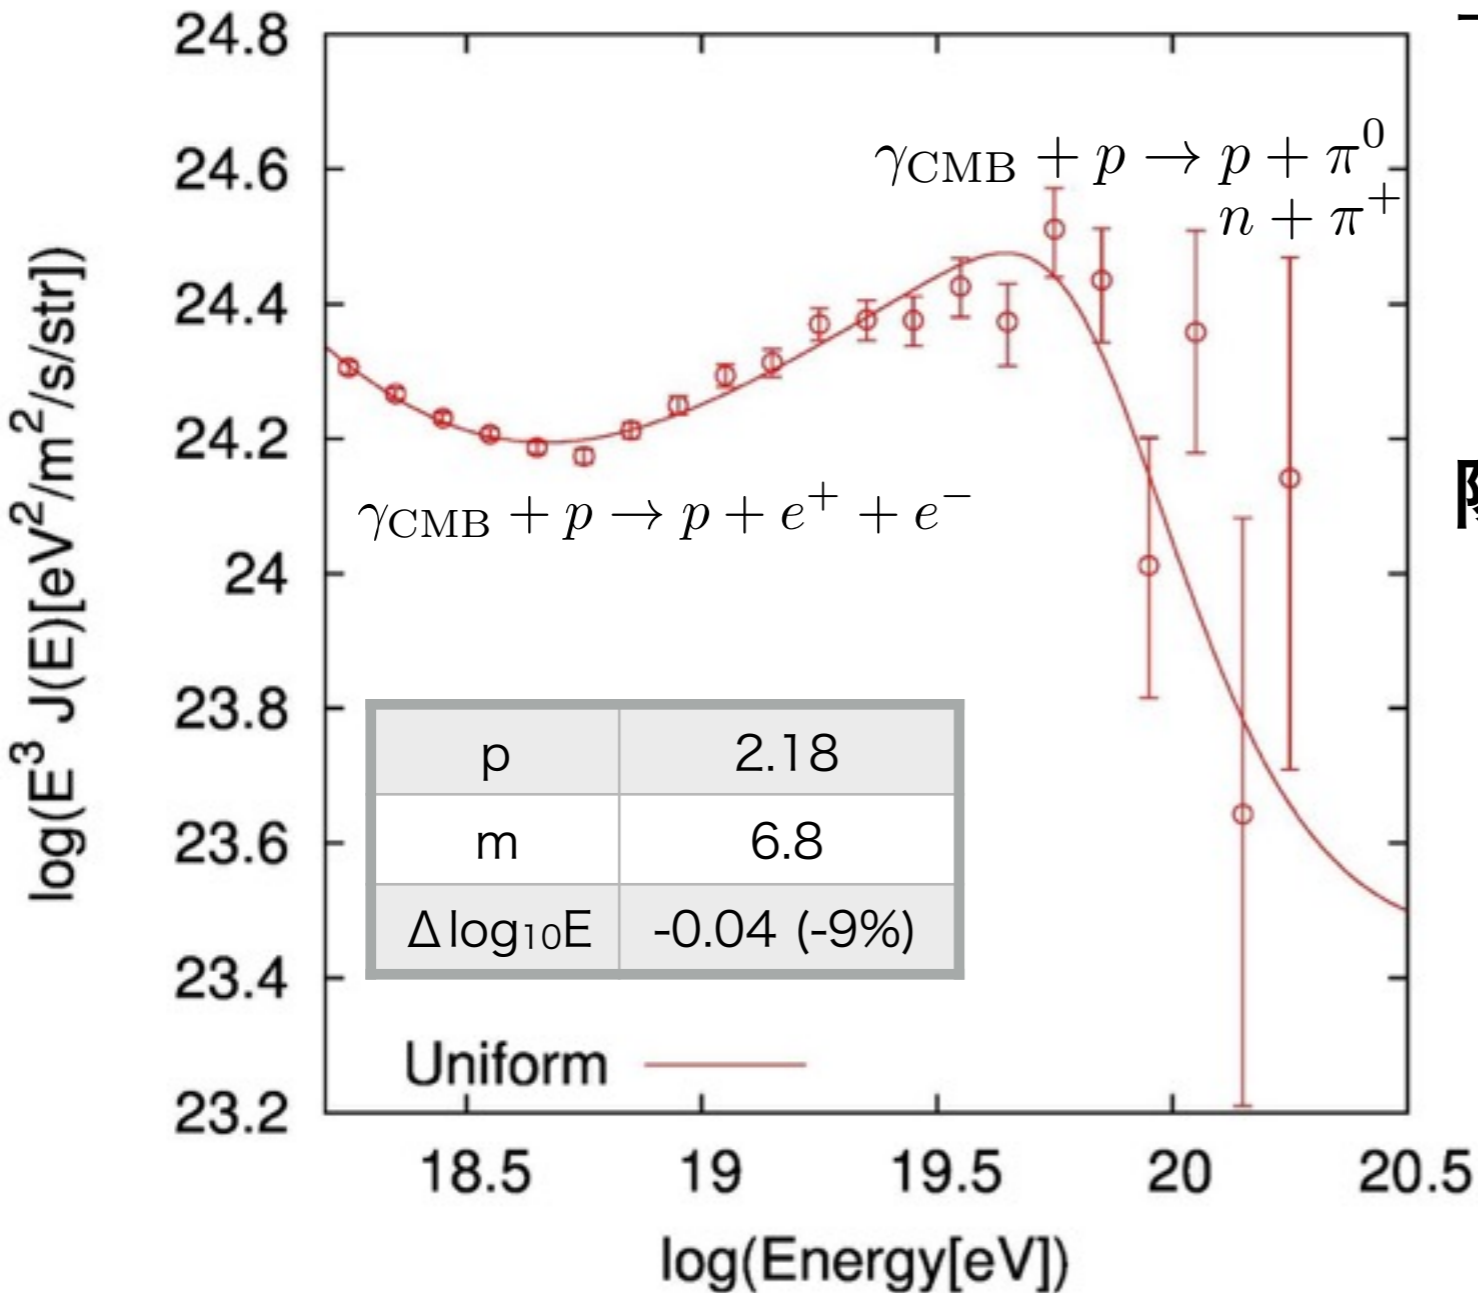 24.8
24.6
24.4
24.2
24
23.8
23.6
23.4
23.2
log(E³ J(E)[eV²/m²/s/str])
γCMB + p → p + π⁰
n + π⁺
γCMB + p → p + e⁺ + e⁻
p 2.18
m 6.8
Δlog₁₀E -0.04 (-9%)
Uniform
18.5 19 19.5 20 20.5
log(Energy[eV])